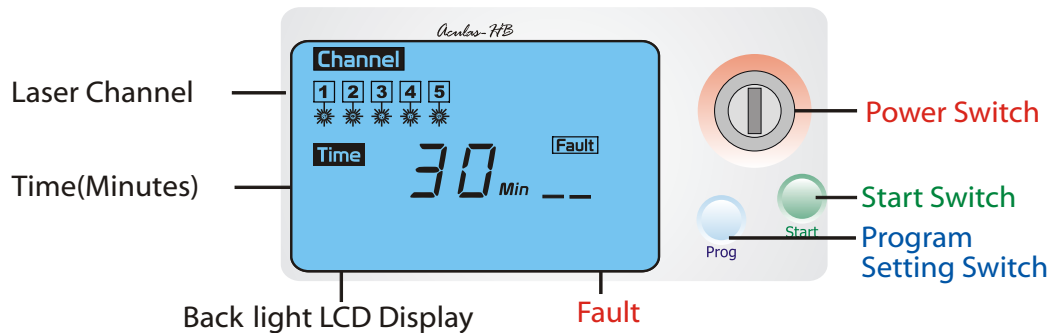 Aculas-HB
Channel
1 2 3 4 5
Laser Channel
Power Switch
Time
30 Min __
Fault
Time(Minutes)
Start Switch
Start
Prog
Program
Setting Switch
Back light LCD Display
Fault